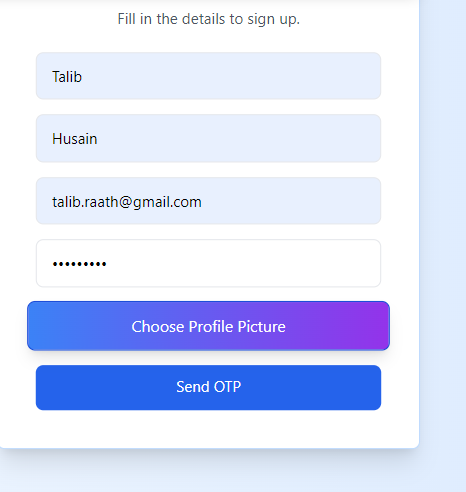 Fill in the details to sign up.
Talib
Husain
talib.raath@gmail.com
•••••••••
Choose Profile Picture
Send OTP